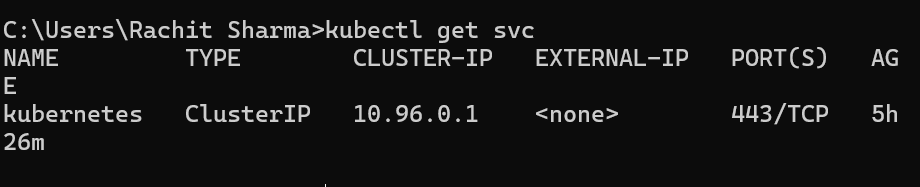 C:\Users\Rachit Sharma>kubectl get svc
NAME         TYPE        CLUSTER-IP   EXTERNAL-IP   PORT(S)   AG
E
kubernetes   ClusterIP   10.96.0.1    <none>        443/TCP   5h
26m